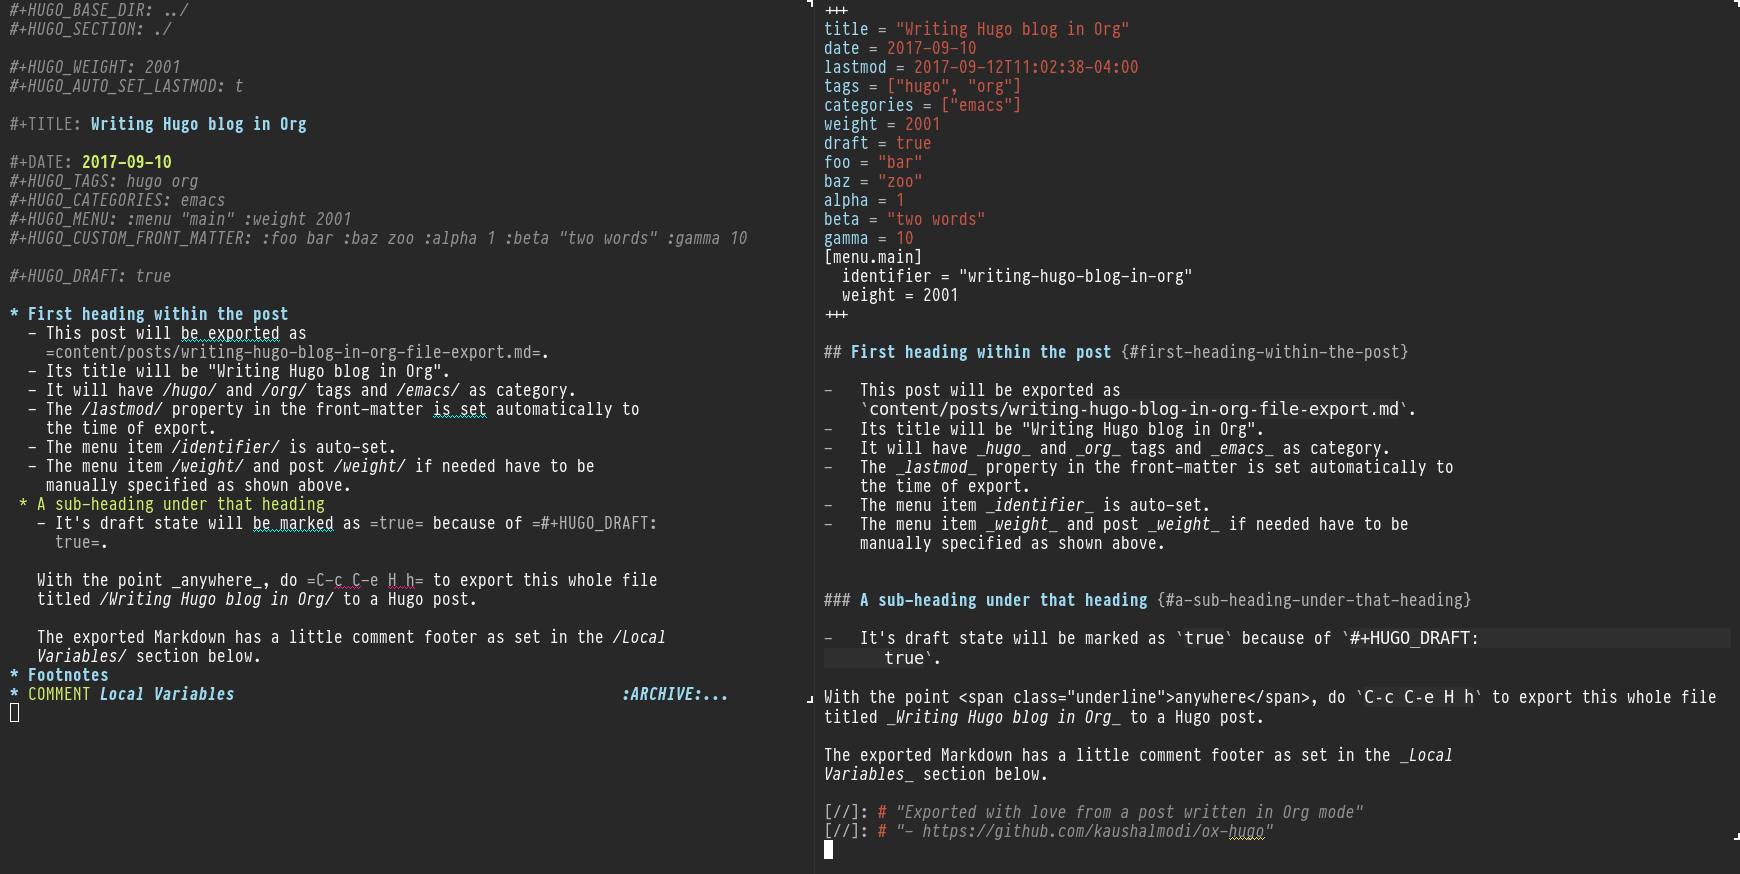 #+HUGO_BASE_DIR: ../
#+HUGO_SECTION: ./
#+HUGO_WEIGHT: 2001
#+HUGO_AUTO_SET_LASTMOD: t
#+TITLE: Writing Hugo blog in Org
#+DATE: 2017-09-10
#+HUGO_TAGS: hugo org
#+HUGO_CATEGORIES: emacs
#+HUGO_MENU: :menu "main" :weight 2001
#+HUGO_CUSTOM_FRONT_MATTER: :foo bar :baz zoo :alpha 1 :beta "two words" :gamma 10
#+HUGO_DRAFT: true
* First heading within the post
- This post will be exported as
=content/posts/writing-hugo-blog-in-org-file-export.md=.
- Its title will be "Writing Hugo blog in Org".
- It will have /hugo/ and /org/ tags and /emacs/ as category.
- The /lastmod/ property in the front-matter is set automatically to
the time of export.
- The menu item /identifier/ is auto-set.
- The menu item /weight/ and post /weight/ if needed have to be
manually specified as shown above.
* A sub-heading under that heading
- It's draft state will be marked as =true= because of =#+HUGO_DRAFT:
true=.
With the point _anywhere_, do =C-c C-e H h= to export this whole file
titled /Writing Hugo blog in Org/ to a Hugo post.
The exported Markdown has a little comment footer as set in the /Local
Variables/ section below.
* Footnotes
* COMMENT Local Variables :ARCHIVE:...
+++
title = "Writing Hugo blog in Org"
date = 2017-09-10
lastmod = 2017-09-12T11:02:38-04:00
tags = ["hugo", "org"]
categories = ["emacs"]
weight = 2001
draft = true
foo = "bar"
baz = "zoo"
alpha = 1
beta = "two words"
gamma = 10
[menu.main]
identifier = "writing-hugo-blog-in-org"
weight = 2001
+++
## First heading within the post {#first-heading-within-the-post}
-   This post will be exported as
`content/posts/writing-hugo-blog-in-org-file-export.md`.
-   Its title will be "Writing Hugo blog in Org".
-   It will have _hugo_ and _org_ tags and _emacs_ as category.
-   The _lastmod_ property in the front-matter is set automatically to
the time of export.
-   The menu item _identifier_ is auto-set.
-   The menu item _weight_ and post _weight_ if needed have to be
manually specified as shown above.
### A sub-heading under that heading {#a-sub-heading-under-that-heading}
-   It's draft state will be marked as `true` because of `#+HUGO_DRAFT:
true`.
With the point <span class="underline">anywhere</span>, do `C-c C-e H h` to export this whole file
titled _Writing Hugo blog in Org_ to a Hugo post.
The exported Markdown has a little comment footer as set in the _Local
Variables_ section below.
[//]: # "Exported with love from a post written in Org mode"
[//]: # "- https://github.com/kaushalmodi/ox-hugo"